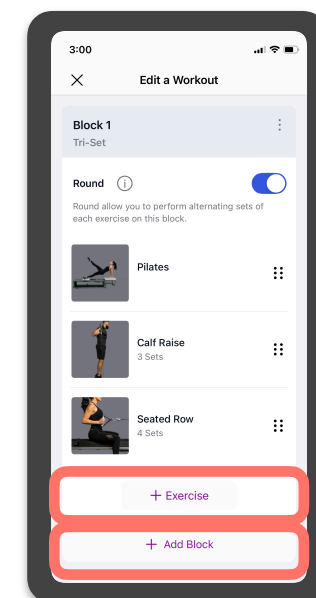 3:00
Edit a Workout
Block 1
Tri-Set
Round
Round allow you to perform alternating sets of
each exercise on this block.
Pilates
Calf Raise
3 Sets
Seated Row
4 Sets
+ Exercise
+ Add Block